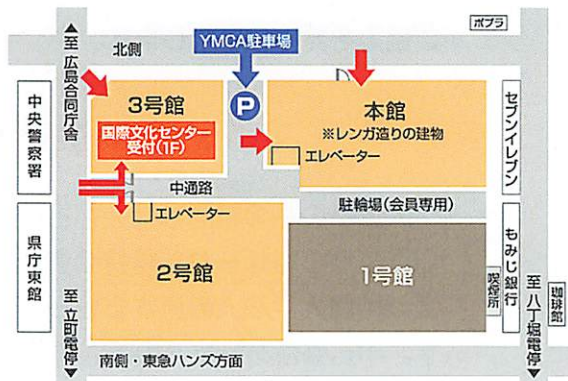 ポプラ
YMCA駐車場
北側
至 広島合同庁舎
中央警察署
3号館
国際文化センター
受付(1F)
P
本館
※レンガ造りの建物
エレベーター
セブンイレブン
中通路
駐輪場(会員専用)
エレベーター
県庁東館
2号館
1号館
喫煙所
もみじ銀行
珈琲館
至 立町電停
至 八丁堀電停
南側・東急ハンズ方面